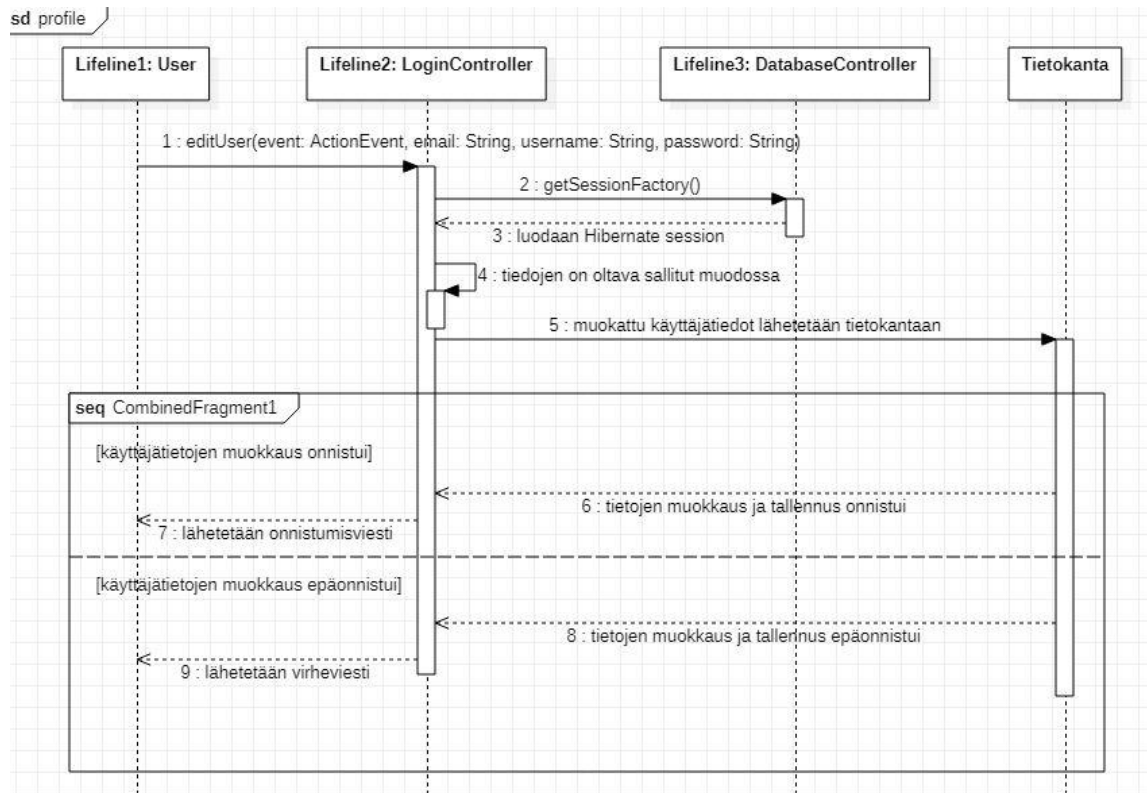 sd profile
Lifeline1: User
Lifeline2: LoginController
Lifeline3: DatabaseController
Tietokanta
1 : editUser(event: ActionEvent, email: String, username: String, password: String)
2 : getSessionFactory()
3 : luodaan Hibernate session
4 : tiedojen on oltava sallitut muodossa
5 : muokattu käyttäjätiedot lähetetään tietokantaan
seq CombinedFragment1
[käyttäjätietojen muokkaus onnistui]
6 : tietojen muokkaus ja tallennus onnistui
7 : lähetetään onnistumisviesti
[käyttäjätietojen muokkaus epäonnistui]
8 : tietojen muokkaus ja tallennus epäonnistui
9 : lähetetään virheviesti